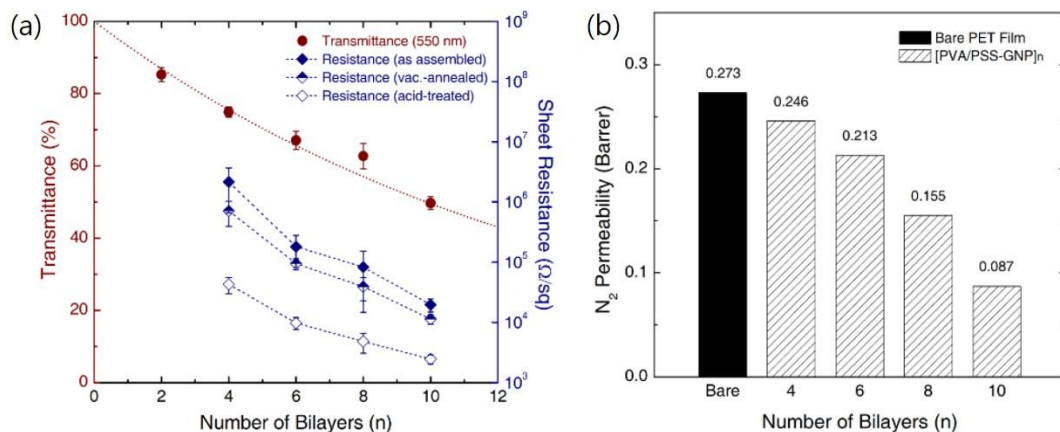 (a)
Transmittance (550 nm)
Resistance (as assembled)
Resistance (vac.-annealed)
Resistance (acid-treated)
Transmittance (%)
100
80
60
40
20
0
0 2 4 6 8 10 12
Number of Bilayers (n)
Sheet Resistance (Ω/sq)
10⁹
10⁸
10⁷
10⁶
10⁵
10⁴
10³
(b)
Bare PET Film
[PVA/PSS-GNP]n
N₂ Permeability (Barrer)
0.3
0.2
0.1
0.0
0.273
0.246
0.213
0.155
0.087
Bare 4 6 8 10
Number of Bilayers (n)